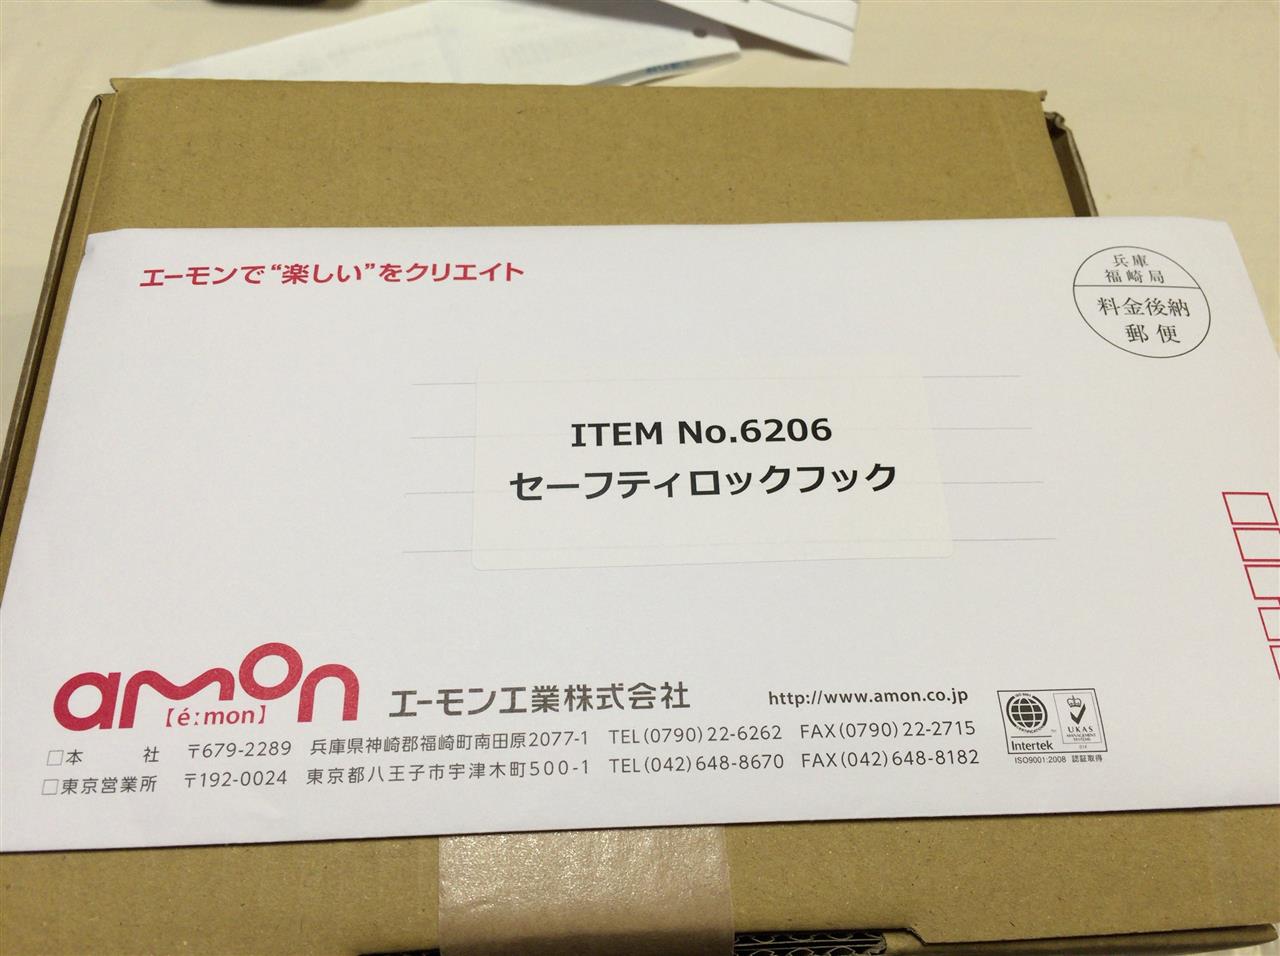 エーモンで“楽しい”をクリエイト
兵庫
福崎局
料金後納
郵便
ITEM No.6206
セーフティロックフック
amon
[é:mon]
エーモン工業株式会社
http://www.amon.co.jp
□本 社 〒679-2289 兵庫県神崎郡福崎町南田原2077-1 TEL(0790)22-6262 FAX(0790)22-2715
□東京営業所 〒192-0024 東京都八王子市宇津木町500-1 TEL(042)648-8670 FAX(042)648-8182
Intertek
UKAS
MANAGEMENT
SYSTEMS
014
ISO9001:2008 認証取得